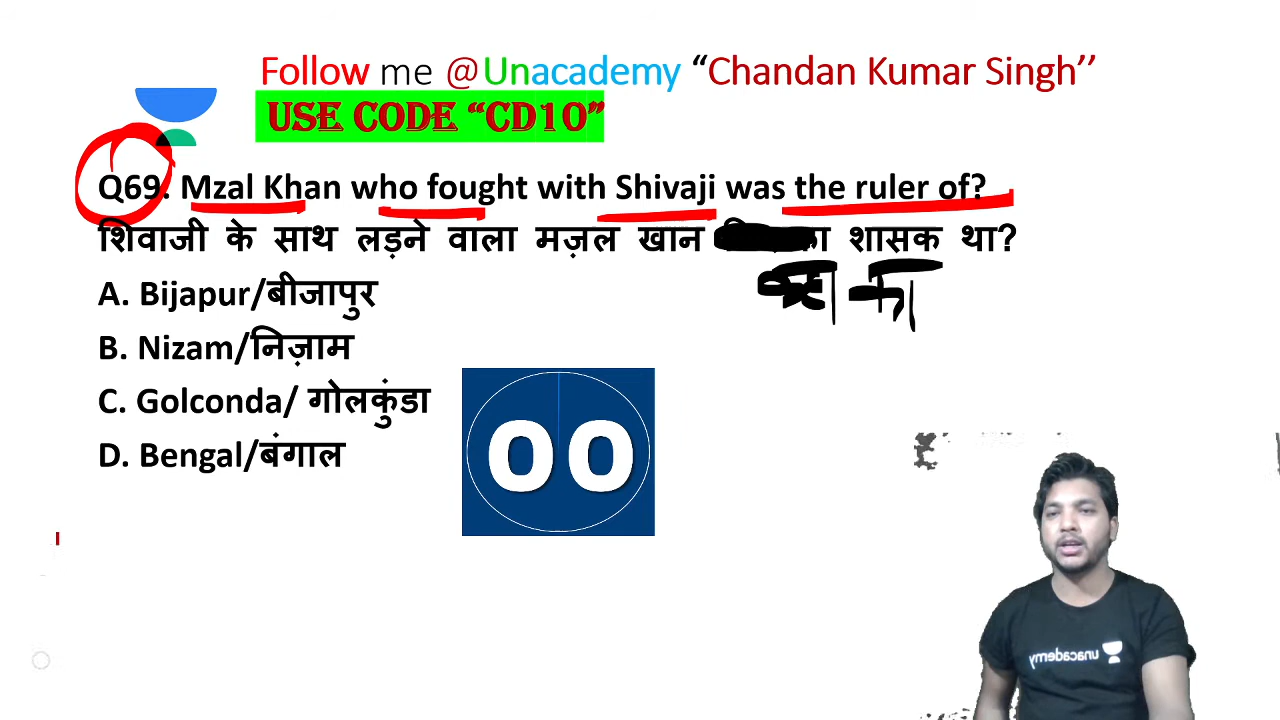 Follow me @Unacademy “Chandan Kumar Singh’’
USE CODE “CD10”
Q69. Mzal Khan who fought with Shivaji was the ruler of?
शिवाजी के साथ लड़ने वाला मज़ल खान का शासक था?
कहा का
A. Bijapur/बीजापुर
B. Nizam/निज़ाम
C. Golconda/ गोलकुंडा
D. Bengal/बंगाल
00
unacademy